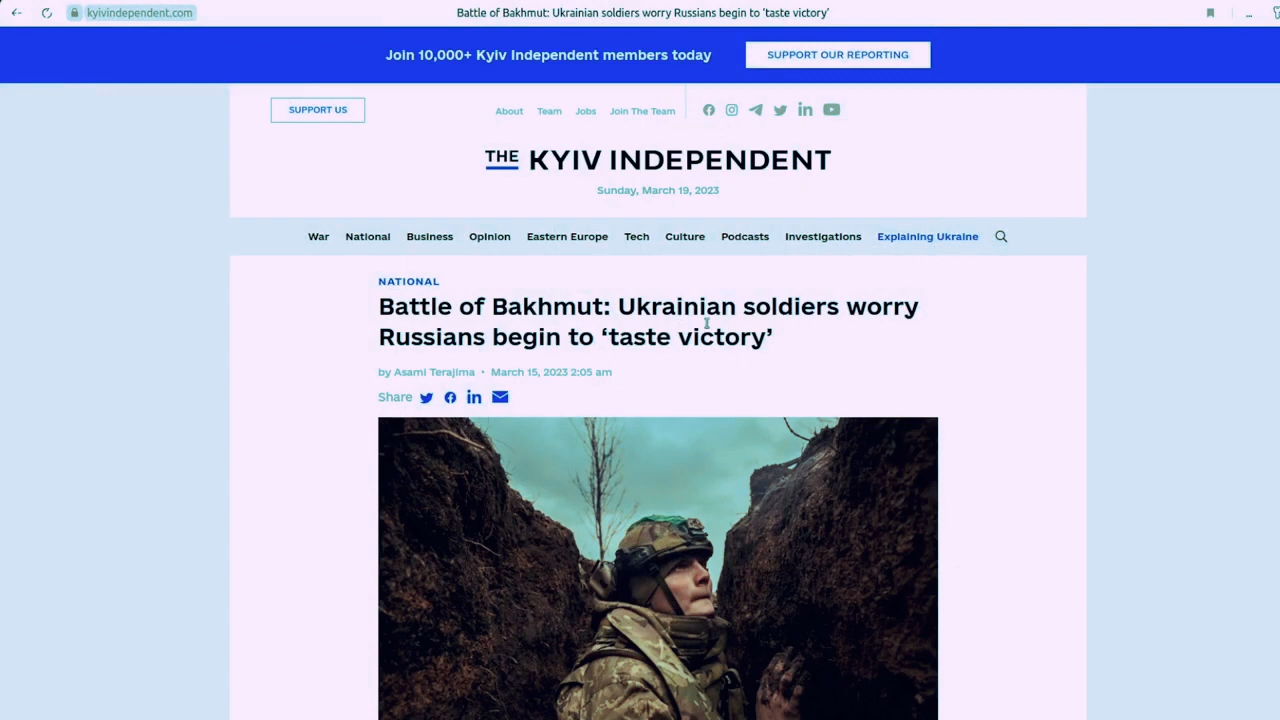 kyivindependent.com
Battle of Bakhmut: Ukrainian soldiers worry Russians begin to ‘taste victory’
...
Join 10,000+ Kyiv Independent members today
SUPPORT OUR REPORTING
SUPPORT US
About Team Jobs Join The Team
THE KYIV INDEPENDENT
Sunday, March 19, 2023
War National Business Opinion Eastern Europe Tech Culture Podcasts Investigations Explaining Ukraine
NATIONAL
Battle of Bakhmut: Ukrainian soldiers worry
Russians begin to ‘taste victory’
by Asami Terajima · March 15, 2023 2:05 am
Share